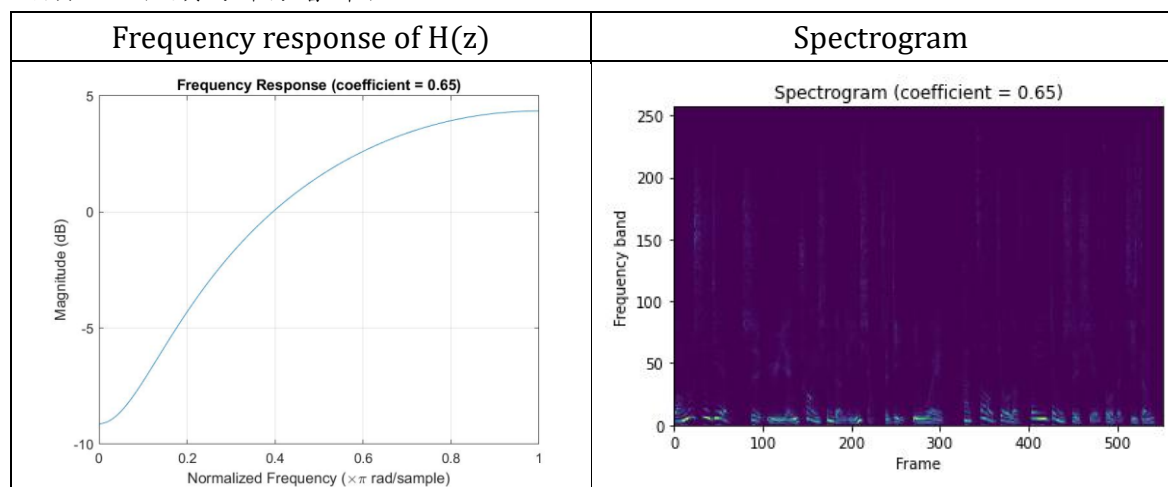 Frequency response of H(z)
Spectrogram
Frequency Response (coefficient = 0.65)
5
0
-5
-10
Magnitude (dB)
0
0.2
0.4
0.6
0.8
1
Normalized Frequency (×π rad/sample)
Spectrogram (coefficient = 0.65)
250
200
150
100
50
0
Frequency band
0
100
200
300
400
500
Frame